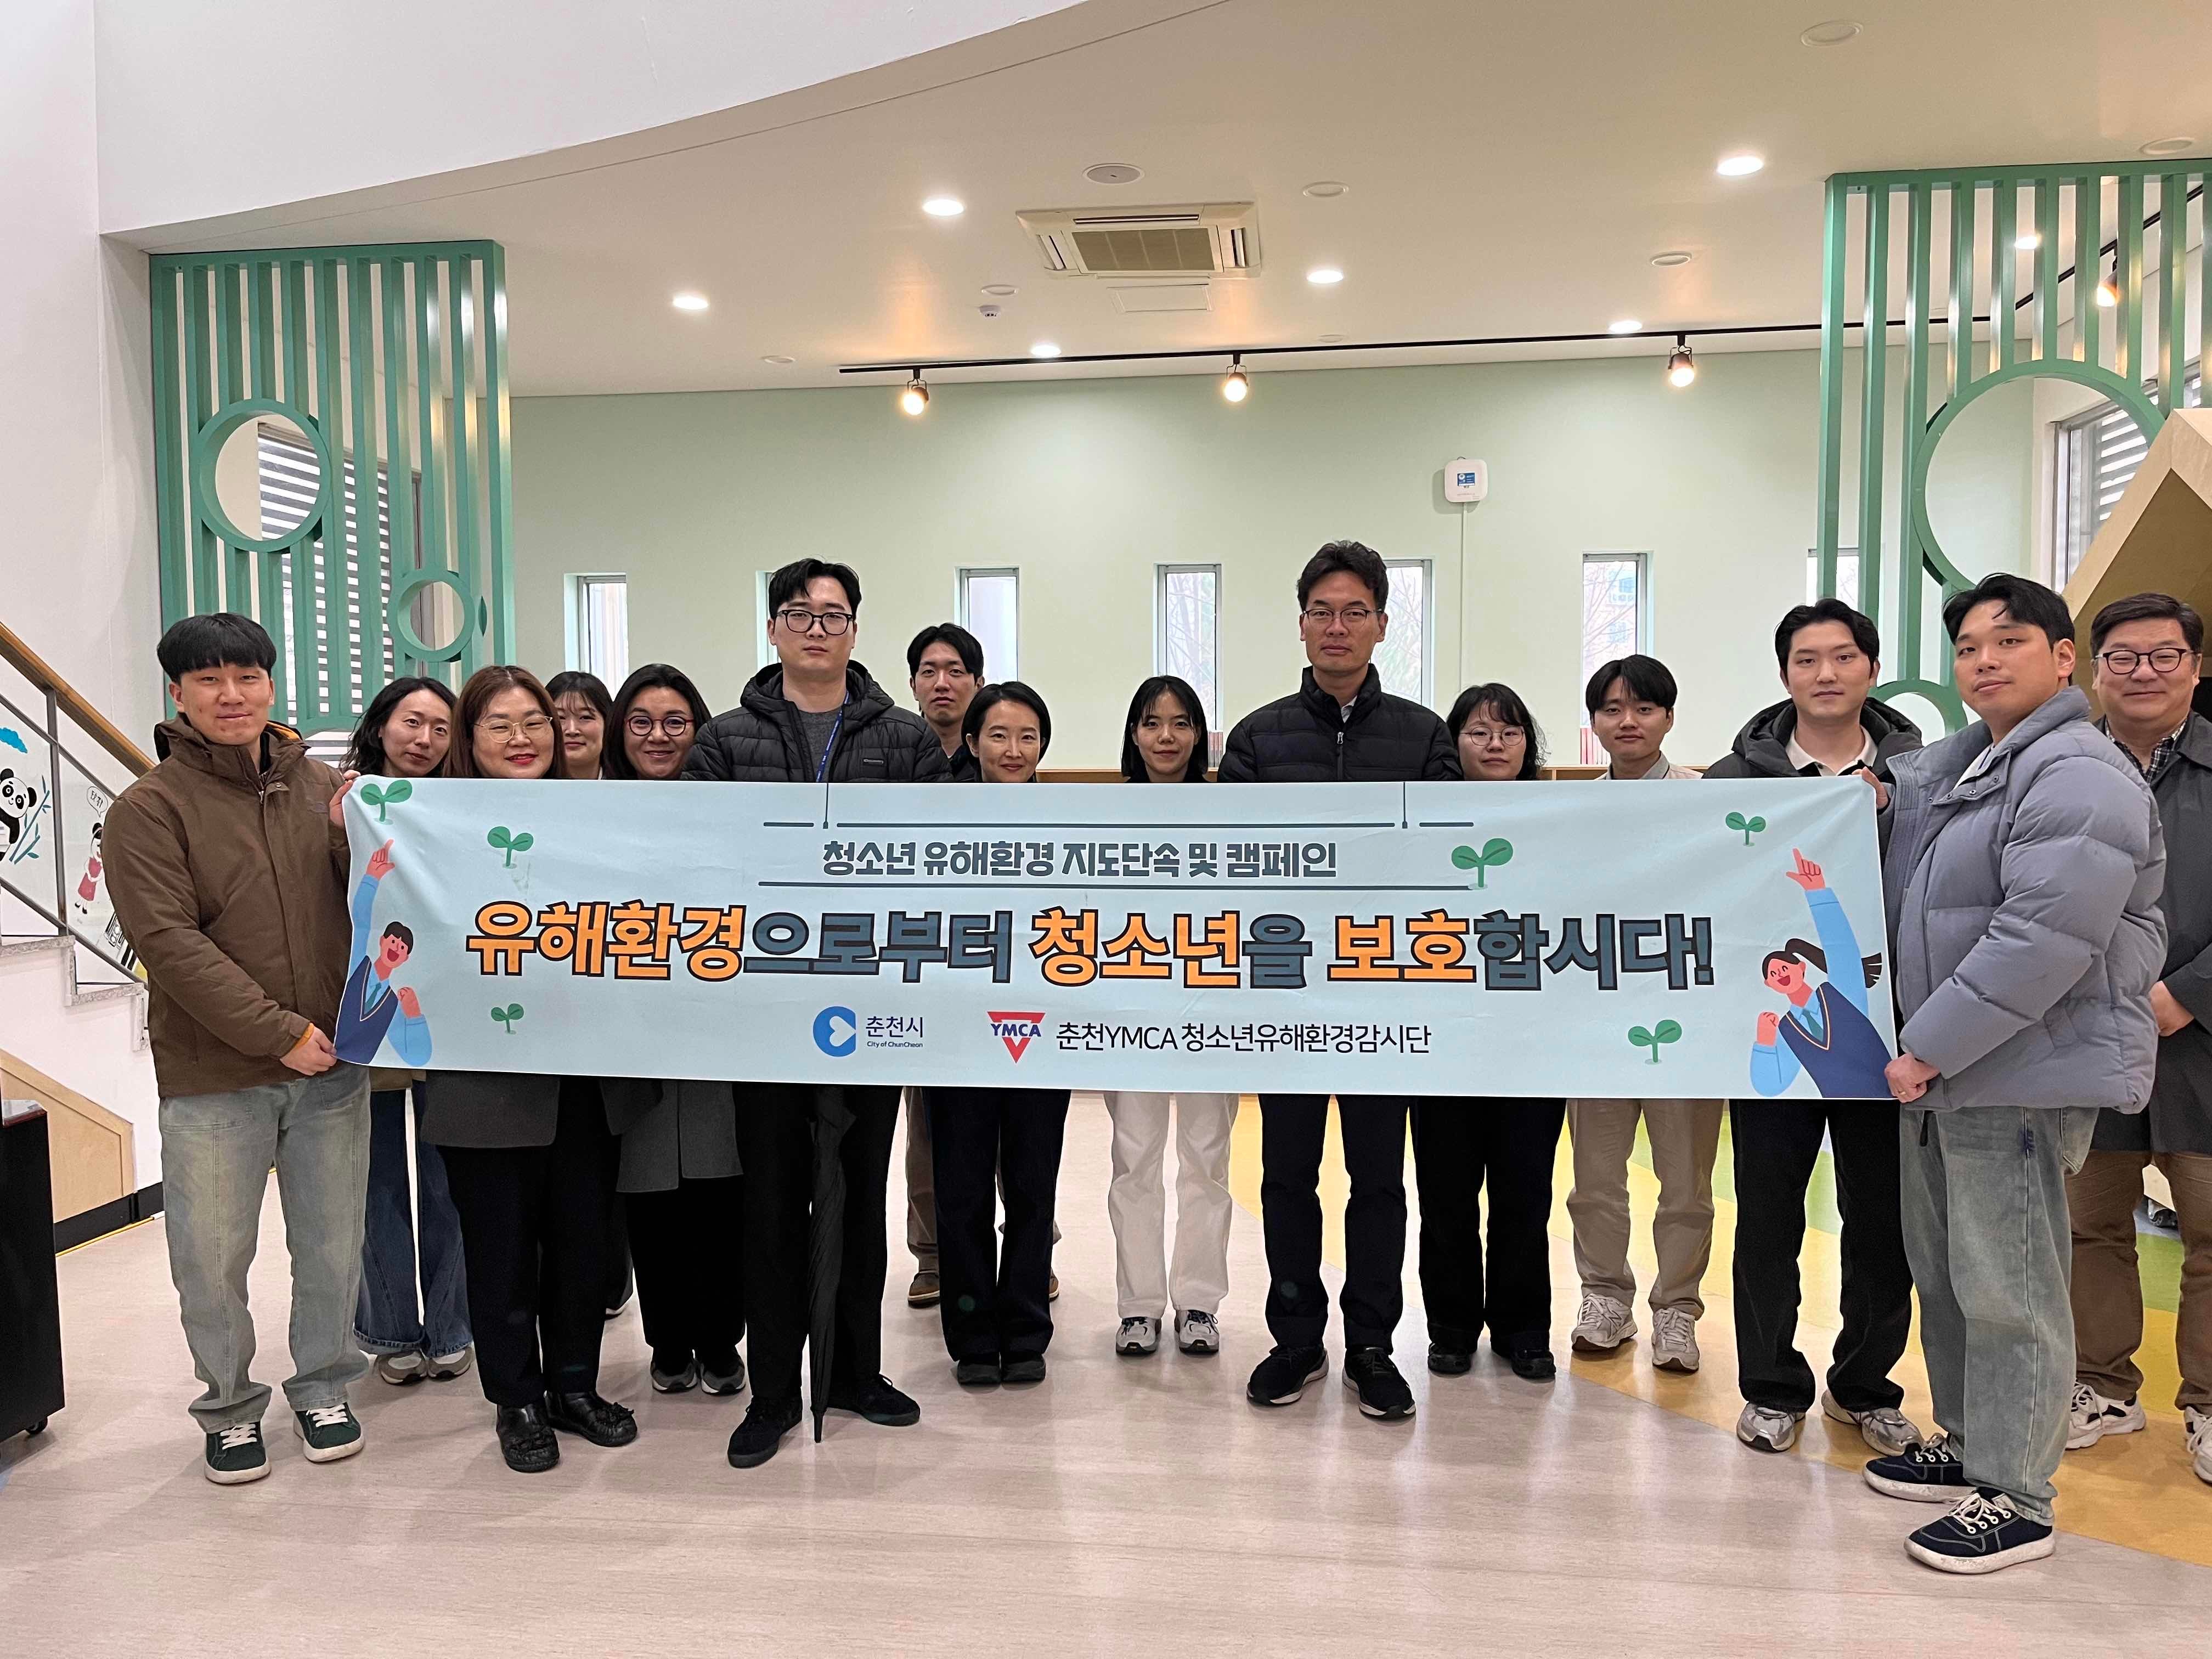 청소년 유해환경 지도단속 및 캠페인
유해환경으로부터 청소년을 보호합시다!
춘천시
City of ChunCheon
YMCA 춘천YMCA 청소년유해환경감시단